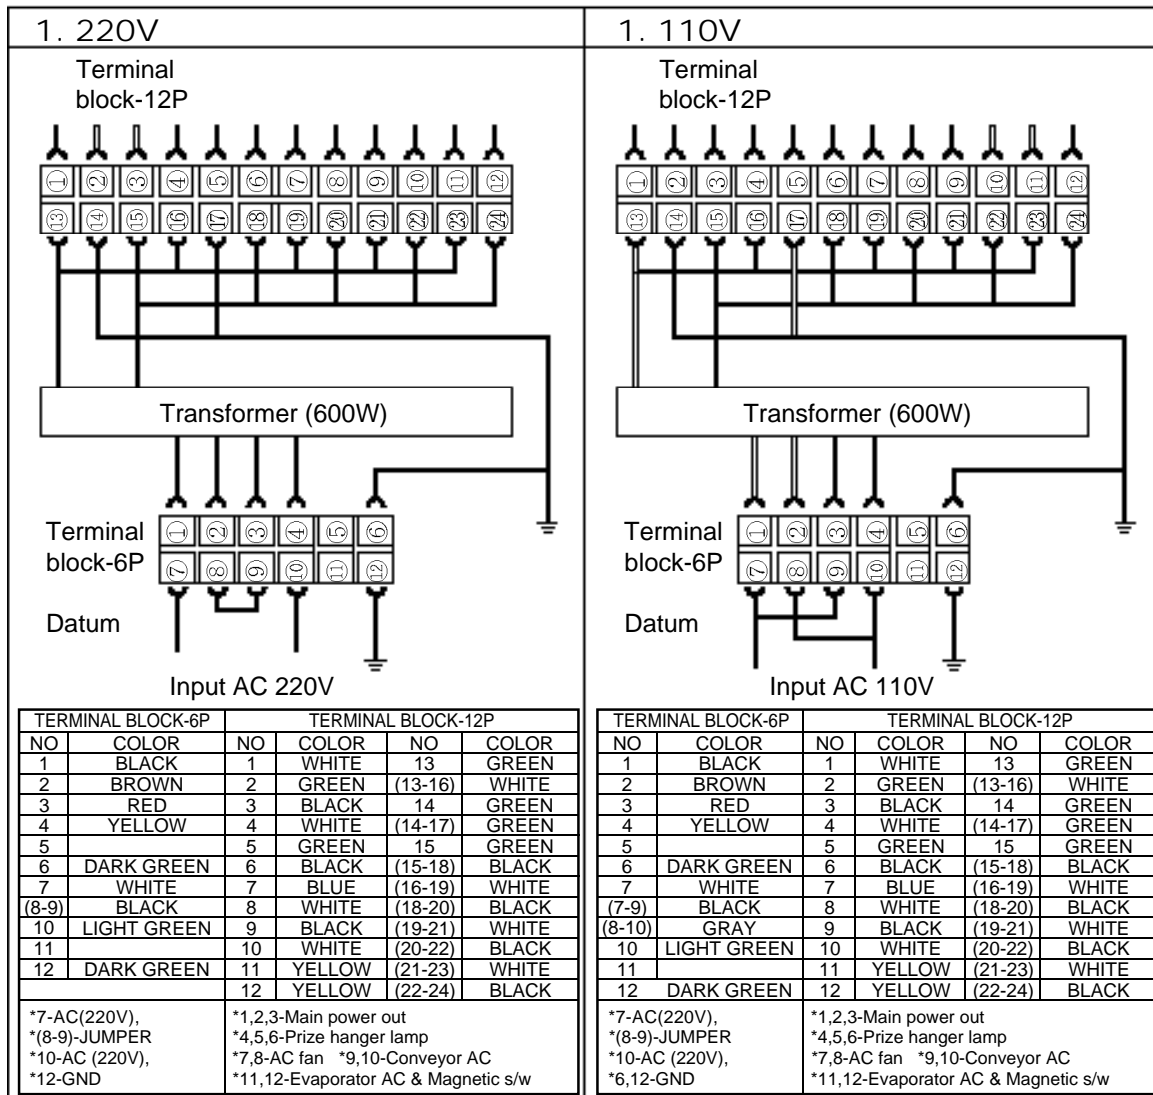 1. 220V
Terminal
block-12P
① ② ③ ④ ⑤ ⑥ ⑦ ⑧ ⑨ ⑩ ⑪ ⑫
⑬ ⑭ ⑮ ⑯ ⑰ ⑱ ⑲ ⑳ ㉑ ㉒ ㉓ ㉔
Transformer (600W)
Terminal
block-6P
① ② ③ ④ ⑤ ⑥
⑦ ⑧ ⑨ ⑩ ⑪ ⑫
Datum
Input AC 220V
TERMINAL BLOCK-6P TERMINAL BLOCK-12P
NO COLOR NO COLOR NO COLOR
1 BLACK 1 WHITE 13 GREEN
2 BROWN 2 GREEN (13-16) WHITE
3 RED 3 BLACK 14 GREEN
4 YELLOW 4 WHITE (14-17) GREEN
5 5 GREEN 15 GREEN
6 DARK GREEN 6 BLACK (15-18) BLACK
7 WHITE 7 BLUE (16-19) WHITE
(8-9) BLACK 8 WHITE (18-20) BLACK
10 LIGHT GREEN 9 BLACK (19-21) WHITE
11 10 WHITE (20-22) BLACK
12 DARK GREEN 11 YELLOW (21-23) WHITE
12 YELLOW (22-24) BLACK
*7-AC(220V),
*(8-9)-JUMPER
*10-AC (220V),
*12-GND
*1,2,3-Main power out
*4,5,6-Prize hanger lamp
*7,8-AC fan *9,10-Conveyor AC
*11,12-Evaporator AC & Magnetic s/w
1. 110V
Terminal
block-12P
① ② ③ ④ ⑤ ⑥ ⑦ ⑧ ⑨ ⑩ ⑪ ⑫
⑬ ⑭ ⑮ ⑯ ⑰ ⑱ ⑲ ⑳ ㉑ ㉒ ㉓ ㉔
Transformer (600W)
Terminal
block-6P
① ② ③ ④ ⑤ ⑥
⑦ ⑧ ⑨ ⑩ ⑪ ⑫
Datum
Input AC 110V
TERMINAL BLOCK-6P TERMINAL BLOCK-12P
NO COLOR NO COLOR NO COLOR
1 BLACK 1 WHITE 13 GREEN
2 BROWN 2 GREEN (13-16) WHITE
3 RED 3 BLACK 14 GREEN
4 YELLOW 4 WHITE (14-17) GREEN
5 5 GREEN 15 GREEN
6 DARK GREEN 6 BLACK (15-18) BLACK
7 WHITE 7 BLUE (16-19) WHITE
(7-9) BLACK 8 WHITE (18-20) BLACK
(8-10) GRAY 9 BLACK (19-21) WHITE
10 LIGHT GREEN 10 WHITE (20-22) BLACK
11 11 YELLOW (21-23) WHITE
12 DARK GREEN 12 YELLOW (22-24) BLACK
*7-AC(220V),
*(8-9)-JUMPER
*10-AC (220V),
*6,12-GND
*1,2,3-Main power out
*4,5,6-Prize hanger lamp
*7,8-AC fan *9,10-Conveyor AC
*11,12-Evaporator AC & Magnetic s/w